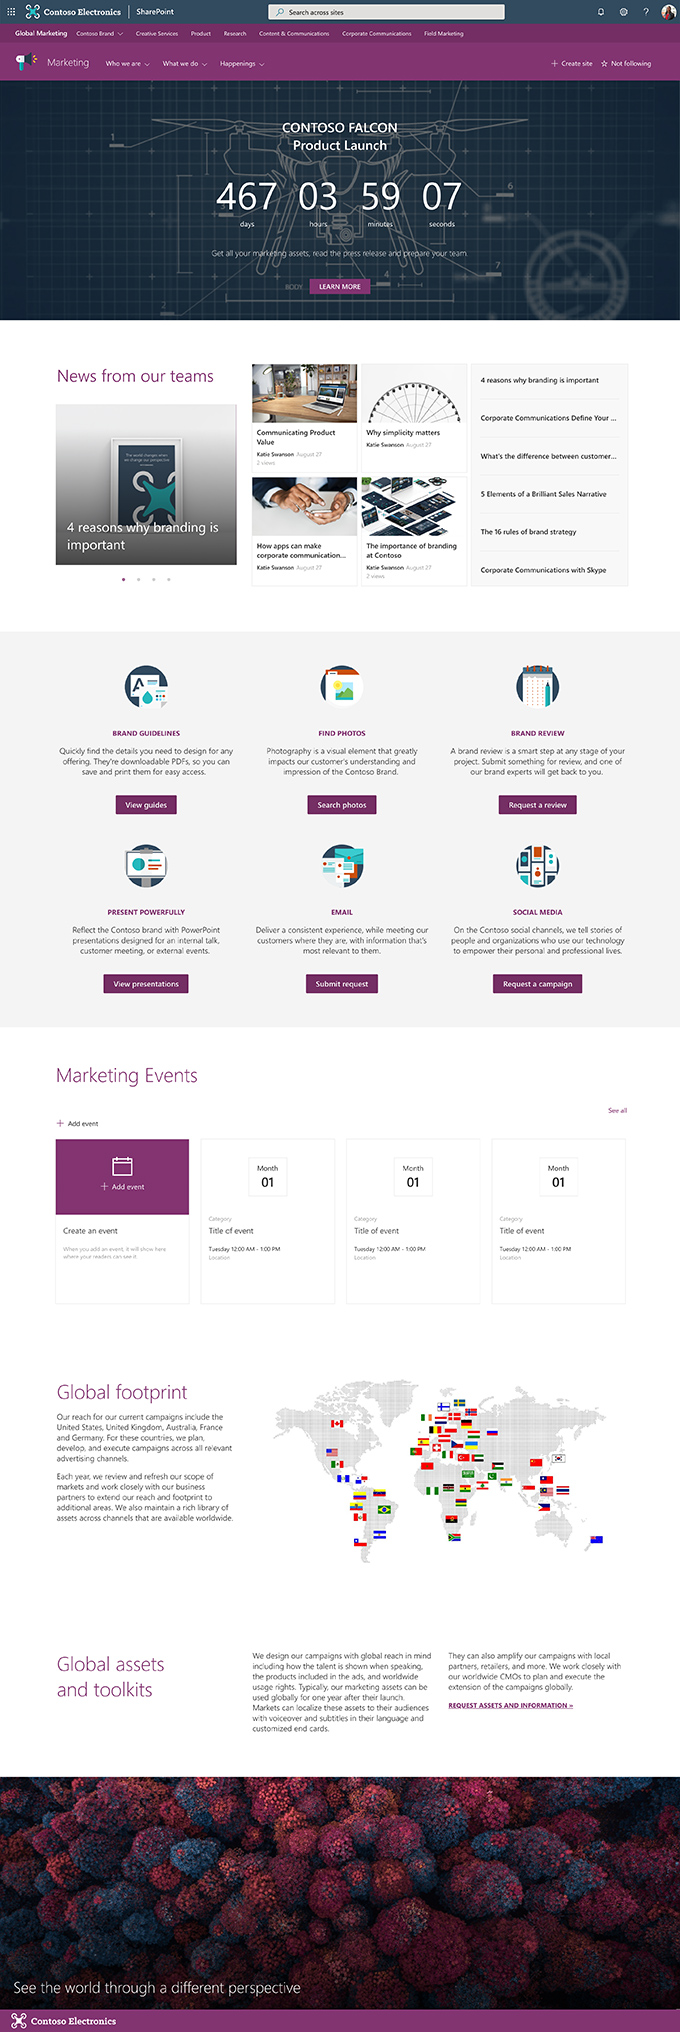 Contoso Electronics
SharePoint
Search across sites
?
Global Marketing
Contoso Brand
Creative Services
Product
Research
Content & Communications
Corporate Communications
Field Marketing
Marketing
Who we are
What we do
Happenings
Create site
Not following
CONTOSO FALCON
Product Launch
467 03 59 07
days hours minutes seconds
1
6
7
4
2
3
Get all your marketing assets, read the press release and prepare your team
BODY
LEARN MORE
News from our teams
The world changes when
we change our perspective
4 reasons why branding is
important
Communicating Product
Value
Katie Swanson August 27
2 views
Why simplicity matters
Katie Swanson August 27
How apps can make
corporate communication...
Katie Swanson August 27
The importance of branding
at Contoso
Katie Swanson August 27
2 views
4 reasons why branding is important
Corporate Communications Define Your ...
What's the difference between customer...
5 Elements of a Brilliant Sales Narrative
The 16 rules of brand strategy
Corporate Communications with Skype
A
BRAND GUIDELINES
Quickly find the details you need to design for any
offering. They're downloadable PDFs, so you can
save and print them for easy access.
View guides
FIND PHOTOS
Photography is a visual element that greatly
impacts our customer's understanding and
impression of the Contoso Brand.
Search photos
BRAND REVIEW
A brand review is a smart step at any stage of your
project. Submit something for review, and one of
our brand experts will get back to you.
Request a review
PRESENT POWERFULLY
Reflect the Contoso brand with PowerPoint
presentations designed for an internal talk,
customer meeting, or external events.
View presentations
EMAIL
Deliver a consistent experience, while meeting our
customers where they are, with information that's
most relevant to them.
Submit request
SOCIAL MEDIA
On the Contoso social channels, we tell stories of
people and organizations who use our technology
to empower their personal and professional lives.
Request a campaign
Marketing Events
See all
Add event
Add event
Create an event
When you add an event, it will show here
where your readers can see it.
Month
01
Category
Title of event
Tuesday 12:00 AM - 1:00 PM
Location
Month
01
Category
Title of event
Tuesday 12:00 AM - 1:00 PM
Location
Month
01
Category
Title of event
Tuesday 12:00 AM - 1:00 PM
Location
Global footprint
Our reach for our current campaigns include the
United States, United Kingdom, Australia, France
and Germany. For these countries, we plan,
develop, and execute campaigns across all relevant
advertising channels.
Each year, we review and refresh our scope of
markets and work closely with our business
partners to extend our reach and footprint to
additional areas. We also maintain a rich library of
assets across channels that are available worldwide.
Global assets
and toolkits
We design our campaigns with global reach in mind
including how the talent is shown when speaking,
the products included in the ads, and worldwide
usage rights. Typically, our marketing assets can be
used globally for one year after their launch.
Markets can localize these assets to their audiences
with voiceover and subtitles in their language and
customized end cards.
They can also amplify our campaigns with local
partners, retailers, and more. We work closely with
our worldwide CMOs to plan and execute the
extension of the campaigns globally.
REQUEST ASSETS AND INFORMATION »
See the world through a different perspective
Contoso Electronics